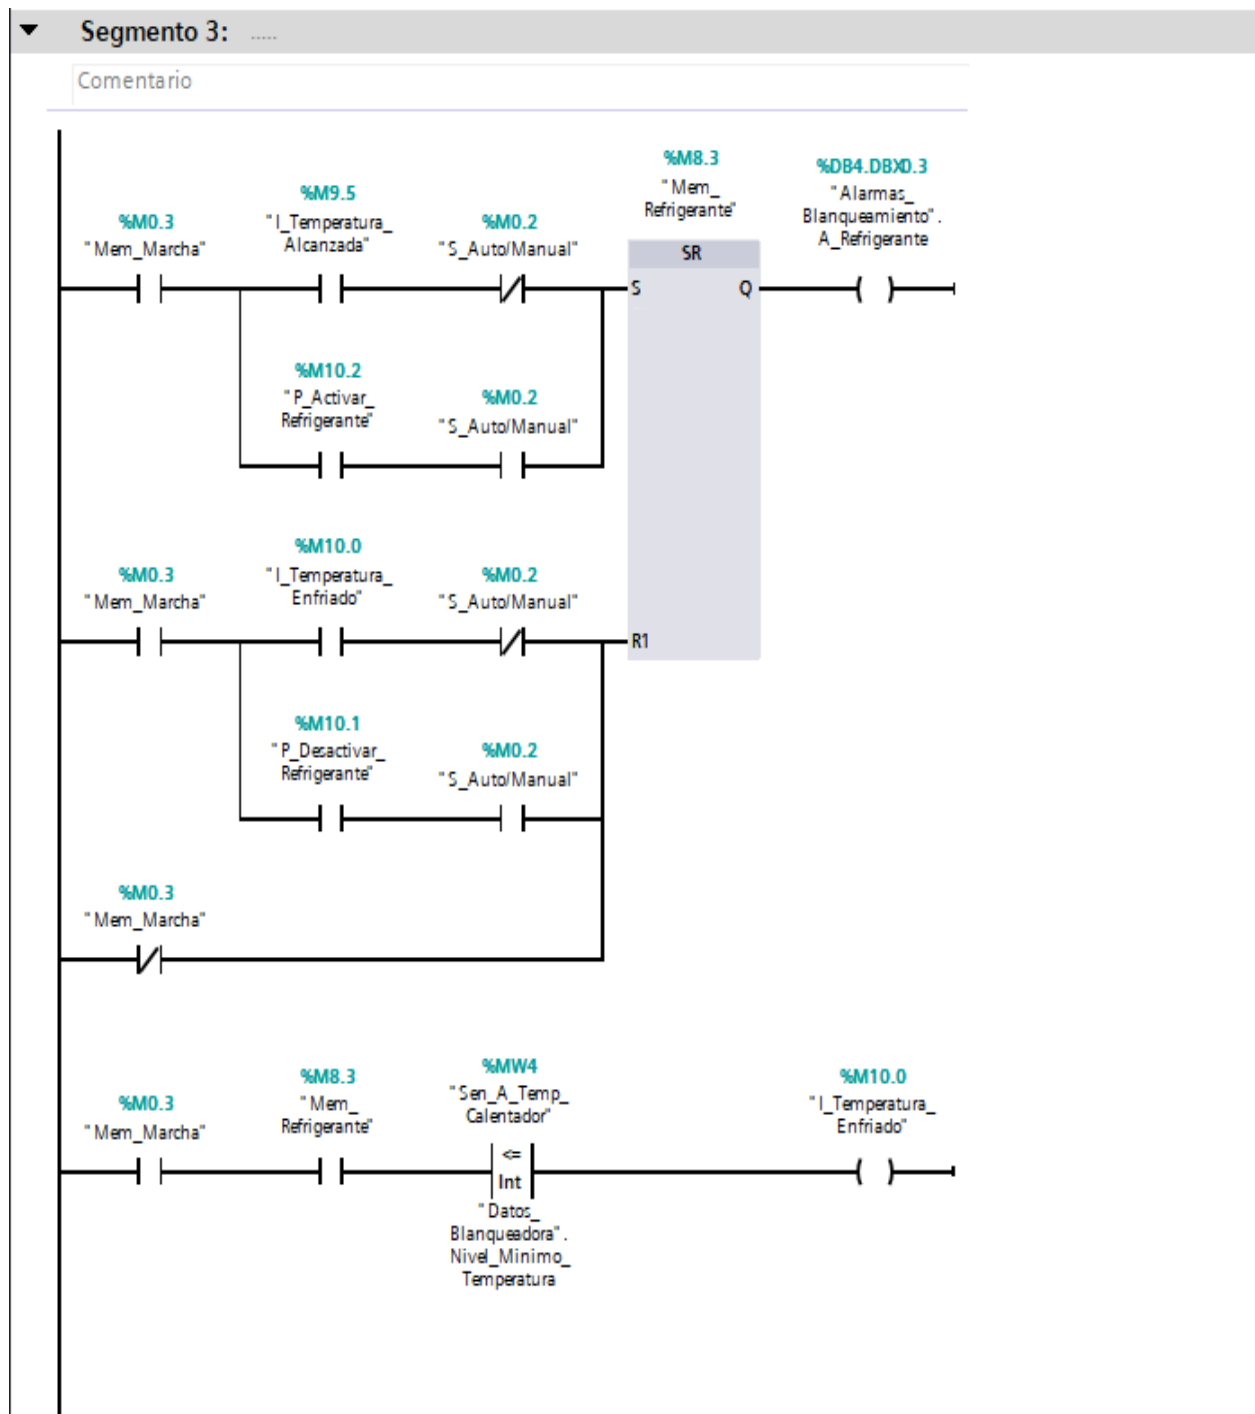 Segmento 3: .....
Comentario
%M8.3
"Mem_
Refrigerante"
%DB4.DBX0.3
"Alarmas_
Blanqueamiento".
A_Refrigerante
%M9.5
"I_Temperatura_
Alcanzada"
%M0.3
"Mem_Marcha"
%M0.2
"S_Auto/Manual"
SR
S
Q
%M10.2
"P_Activar_
Refrigerante"
%M0.2
"S_Auto/Manual"
%M10.0
"I_Temperatura_
Enfriado"
%M0.3
"Mem_Marcha"
%M0.2
"S_Auto/Manual"
R1
%M10.1
"P_Desactivar_
Refrigerante"
%M0.2
"S_Auto/Manual"
%M0.3
"Mem_Marcha"
%M0.3
"Mem_Marcha"
%M8.3
"Mem_
Refrigerante"
%MW4
"Sen_A_Temp_
Calentador"
<=
Int
"Datos_
Blanqueadora".
Nivel_Minimo_
Temperatura
%M10.0
"I_Temperatura_
Enfriado"